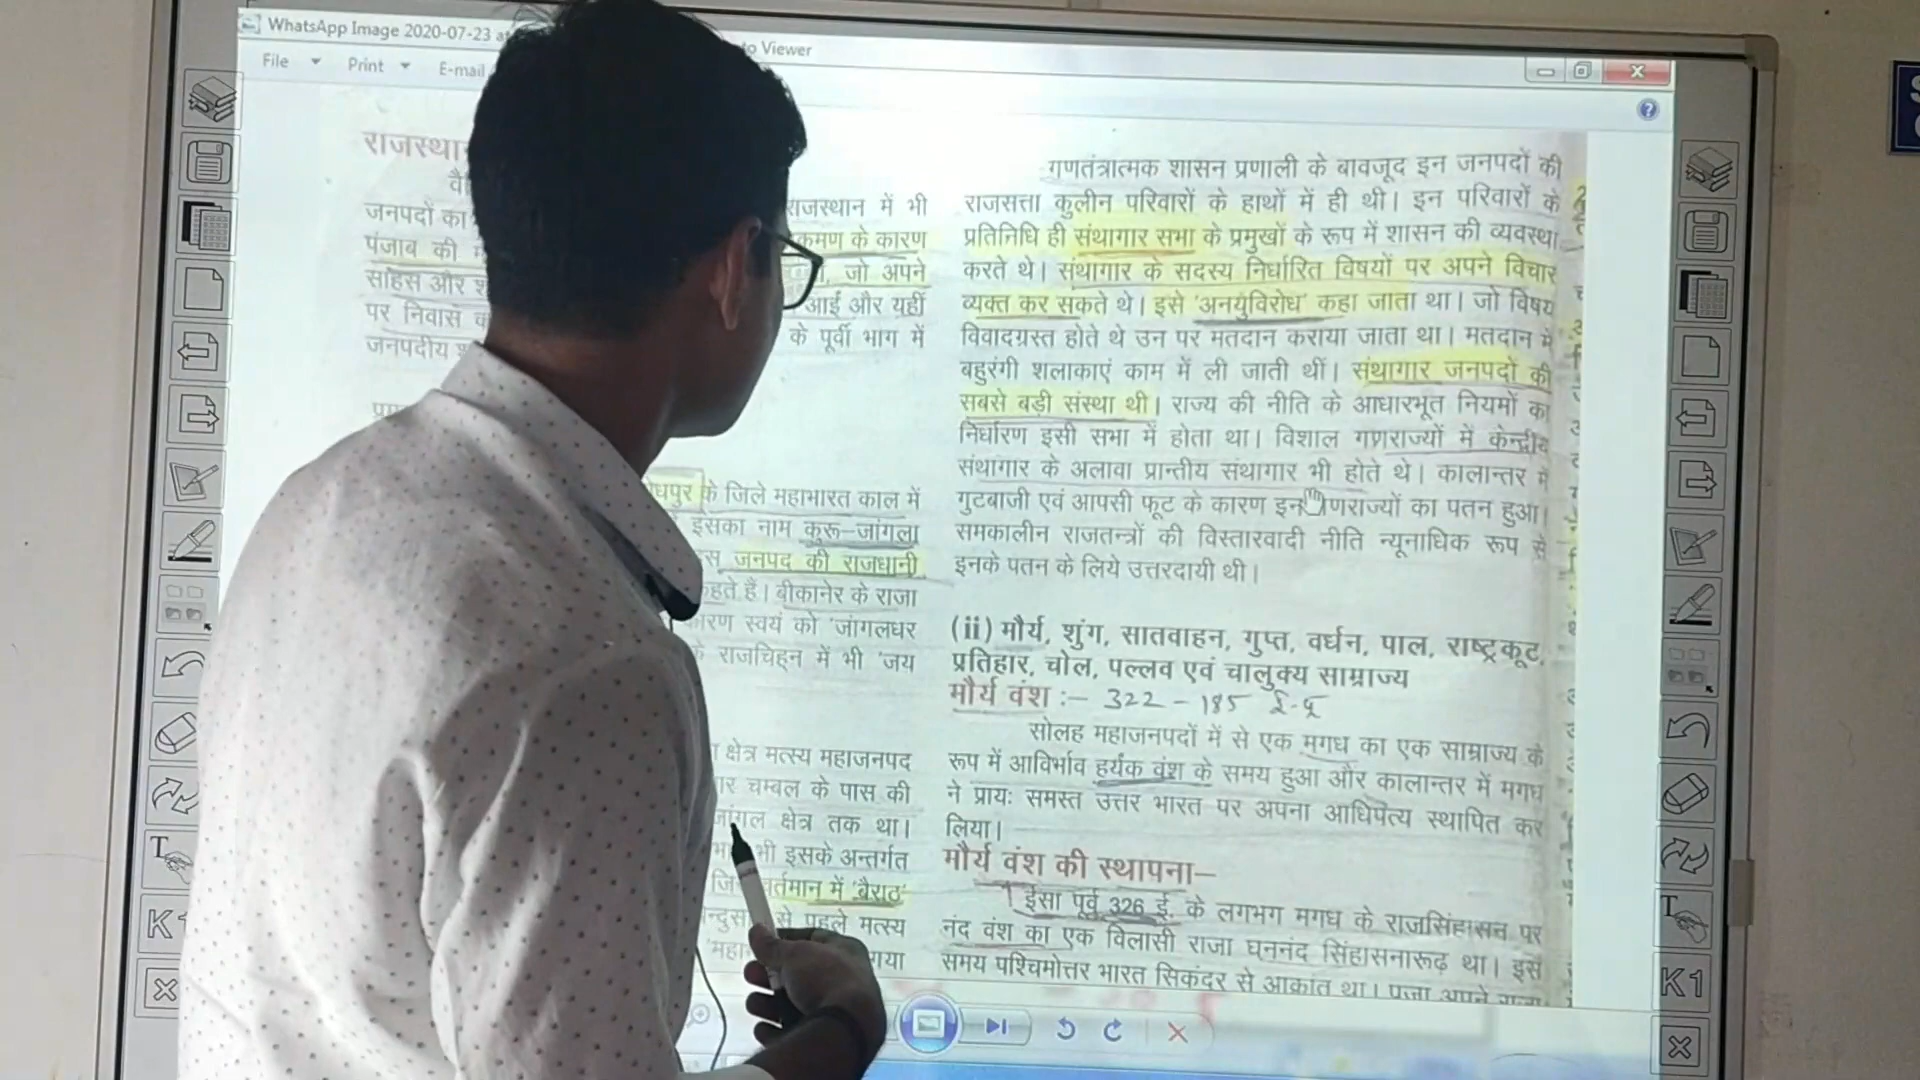 WhatsApp Image 2020-07-23 a
to Viewer
File
Print
E-mail
जनपदों का
राजस्थान में भी
पंजाब की
क्रमण के कारण
साहस और
जो अपने
पर निवास
आई और यहीं
जनपदीय
के पूर्वी भाग में
के जिले महाभारत काल में
इसका नाम कुरू–जांगला
जनपद की राजधानी
कहते हैं। बीकानेर के राजा
स्वयं को 'जांगलधर
राजचिह्न में भी 'जय
क्षेत्र मत्स्य महाजनपद
चम्बल के पास की
जांगल क्षेत्र तक था।
भी इसके अन्तर्गत
वर्तमान में 'बैराठ'
से पहले मत्स्य
गणतंत्रात्मक शासन प्रणाली के बावजूद इन जनपदों की
राजसत्ता कुलीन परिवारों के हाथों में ही थी। इन परिवारों के
प्रतिनिधि ही संथागार सभा के प्रमुखों के रूप में शासन की व्यवस्था
करते थे। संथागार के सदस्य निर्धारित विषयों पर अपने विचार
व्यक्त कर सकते थे। इसे 'अनयुविरोध' कहा जाता था। जो विषय
विवादग्रस्त होते थे उन पर मतदान कराया जाता था। मतदान में
बहुरंगी शलाकाएं काम में ली जाती थीं। संथागार जनपदों की
सबसे बड़ी संस्था थी। राज्य की नीति के आधारभूत नियमों का
निर्धारण इसी सभा में होता था। विशाल गणराज्यों में केन्द्रीय
संथागार के अलावा प्रान्तीय संथागार भी होते थे। कालान्तर में
गुटबाजी एवं आपसी फूट के कारण इन गणराज्यों का पतन हुआ।
समकालीन राजतन्त्रों की विस्तारवादी नीति न्यूनाधिक रूप से
इनके पतन के लिये उत्तरदायी थी।
(ii) मौर्य, शुंग, सातवाहन, गुप्त, वर्धन, पाल, राष्ट्रकूट,
प्रतिहार, चोल, पल्लव एवं चालुक्य साम्राज्य
मौर्य वंश :– 322 – 185 ई.पू
सोलह महाजनपदों में से एक मगध का एक साम्राज्य के
रूप में आविर्भाव हर्यक वंश के समय हुआ और कालान्तर में मगध
ने प्रायः समस्त उत्तर भारत पर अपना आधिपत्य स्थापित कर
लिया।
मौर्य वंश की स्थापना–
ईसा पूर्व 326 ई. के लगभग मगध के राजसिंहासन पर
नंद वंश का एक विलासी राजा घननंद सिंहासनारूढ़ था। इस
समय पश्चिमोत्तर भारत सिकंदर से आक्रांत था। प्रजा अपने
K1
K1